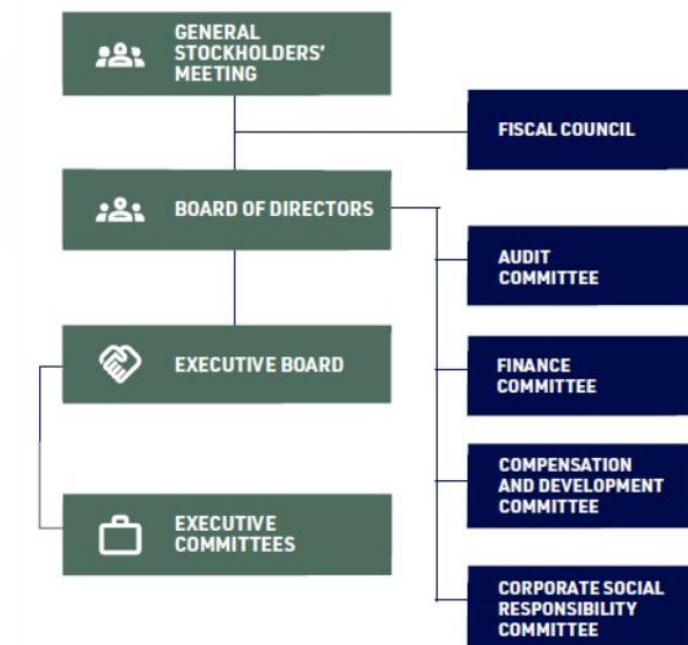 GENERAL
STOCKHOLDERS'
MEETING
FISCAL COUNCIL
BOARD OF DIRECTORS
AUDIT
COMMITTEE
EXECUTIVE BOARD
FINANCE
COMMITTEE
COMPENSATION
AND DEVELOPMENT
COMMITTEE
EXECUTIVE
COMMITTEES
CORPORATE SOCIAL
RESPONSIBILITY
COMMITTEE